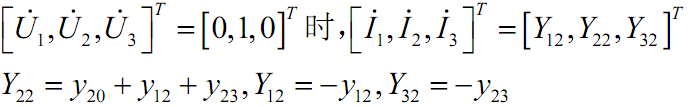 [U̇₁,U̇₂,U̇₃]ᵀ=[0,1,0]ᵀ时,[İ₁,İ₂,İ₃]ᵀ=[Y₁₂,Y₂₂,Y₃₂]ᵀ
Y₂₂ = y₂₀ + y₁₂ + y₂₃, Y₁₂ = −y₁₂, Y₃₂ = −y₂₃